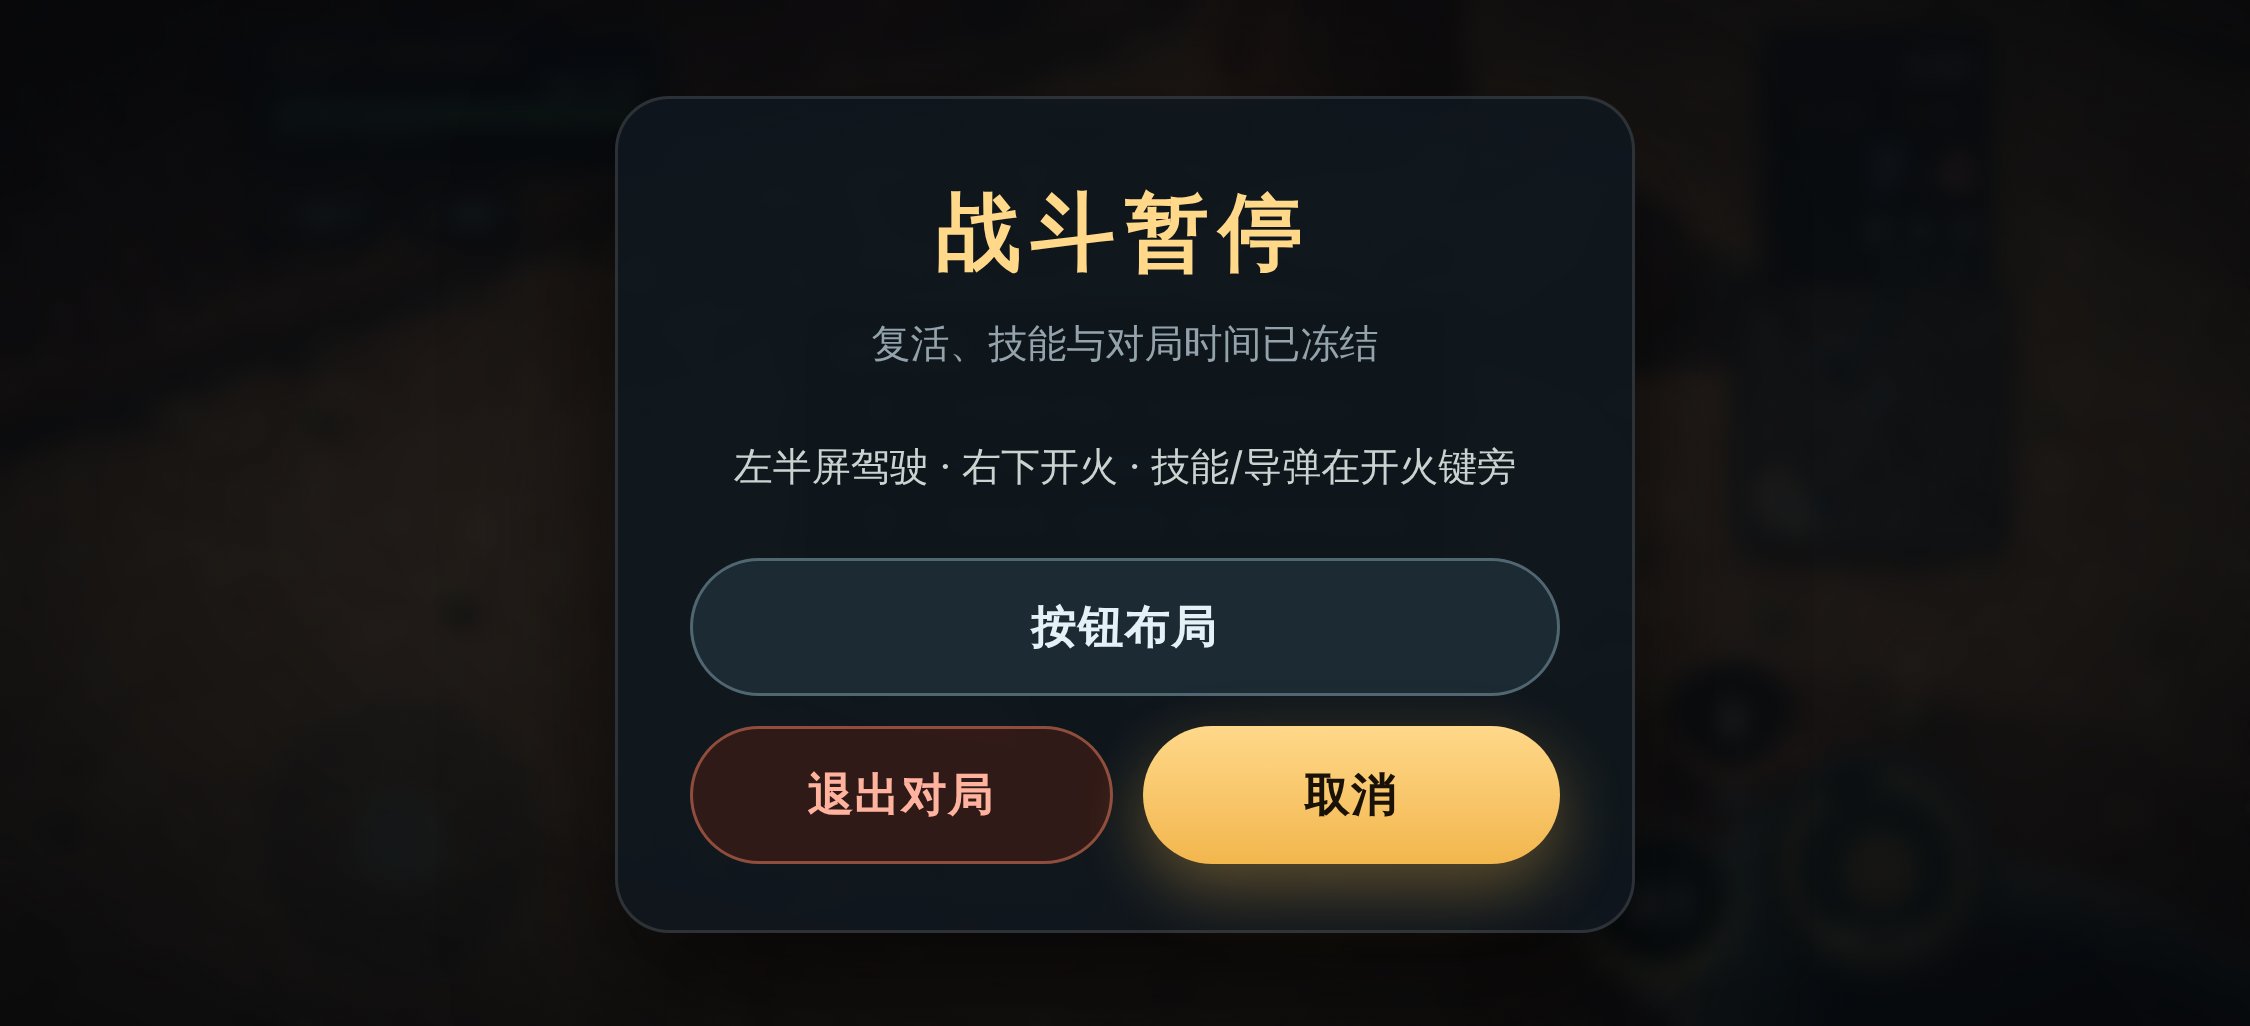 战斗暂停
复活、技能与对局时间已冻结
左半屏驾驶 · 右下开火 · 技能/导弹在开火键旁
按钮布局
退出对局
取消